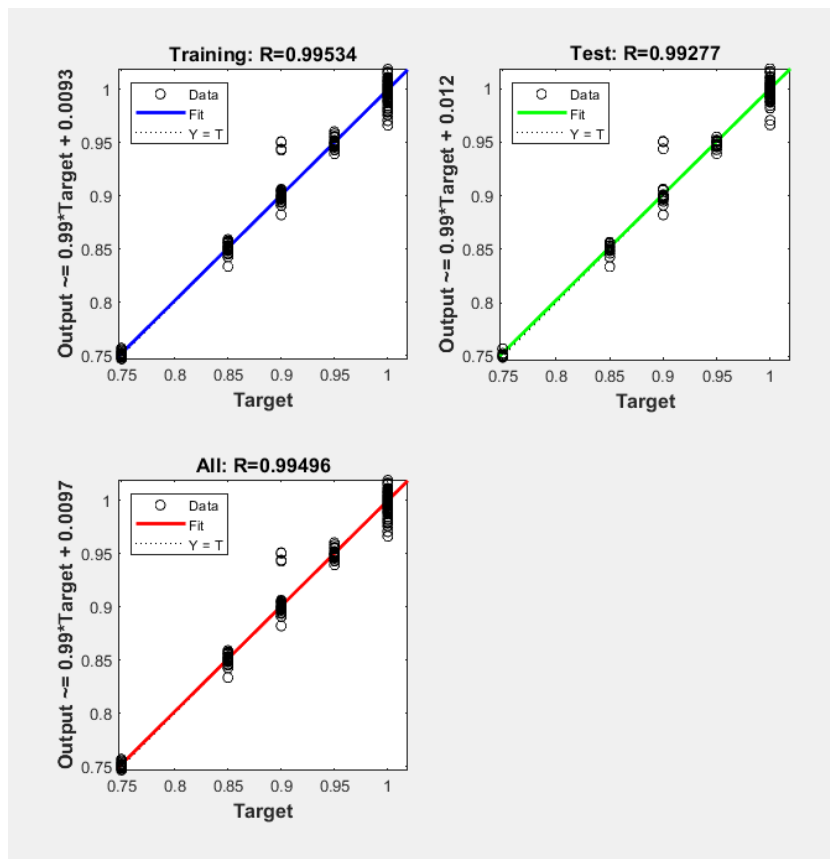 Training: R=0.99534
Output ~= 0.99*Target + 0.0093
1
0.95
0.9
0.85
0.8
0.75
Data
Fit
Y = T
0.75 0.8 0.85 0.9 0.95 1
Target
Test: R=0.99277
Output ~= 0.99*Target + 0.012
1
0.95
0.9
0.85
0.8
0.75
Data
Fit
Y = T
0.75 0.8 0.85 0.9 0.95 1
Target
All: R=0.99496
Output ~= 0.99*Target + 0.0097
1
0.95
0.9
0.85
0.8
0.75
Data
Fit
Y = T
0.75 0.8 0.85 0.9 0.95 1
Target